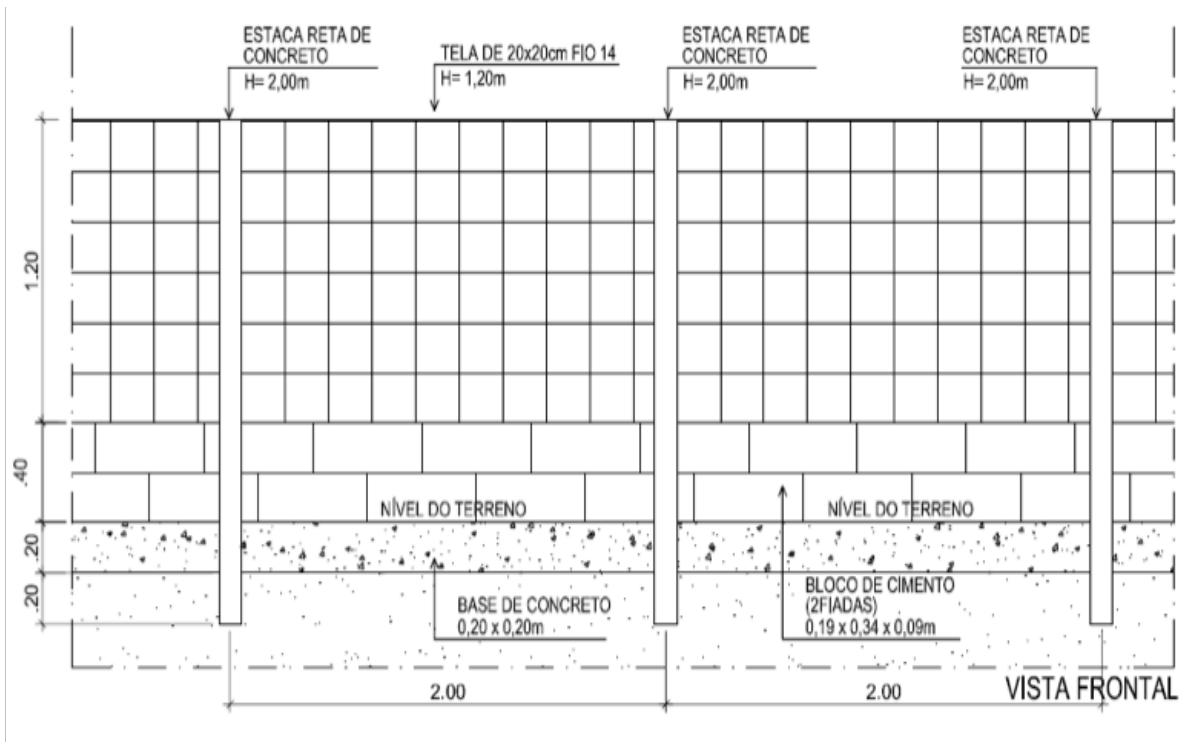 ESTACA RETA DE
CONCRETO
H= 2,00m
TELA DE 20x20cm FIO 14
H= 1,20m
ESTACA RETA DE
CONCRETO
H= 2,00m
ESTACA RETA DE
CONCRETO
H= 2,00m
1.20
.40
.20
.20
NÍVEL DO TERRENO
NÍVEL DO TERRENO
BASE DE CONCRETO
0,20 x 0,20m
BLOCO DE CIMENTO
(2FIADAS)
0,19 x 0,34 x 0,09m
2.00
2.00
VISTA FRONTAL